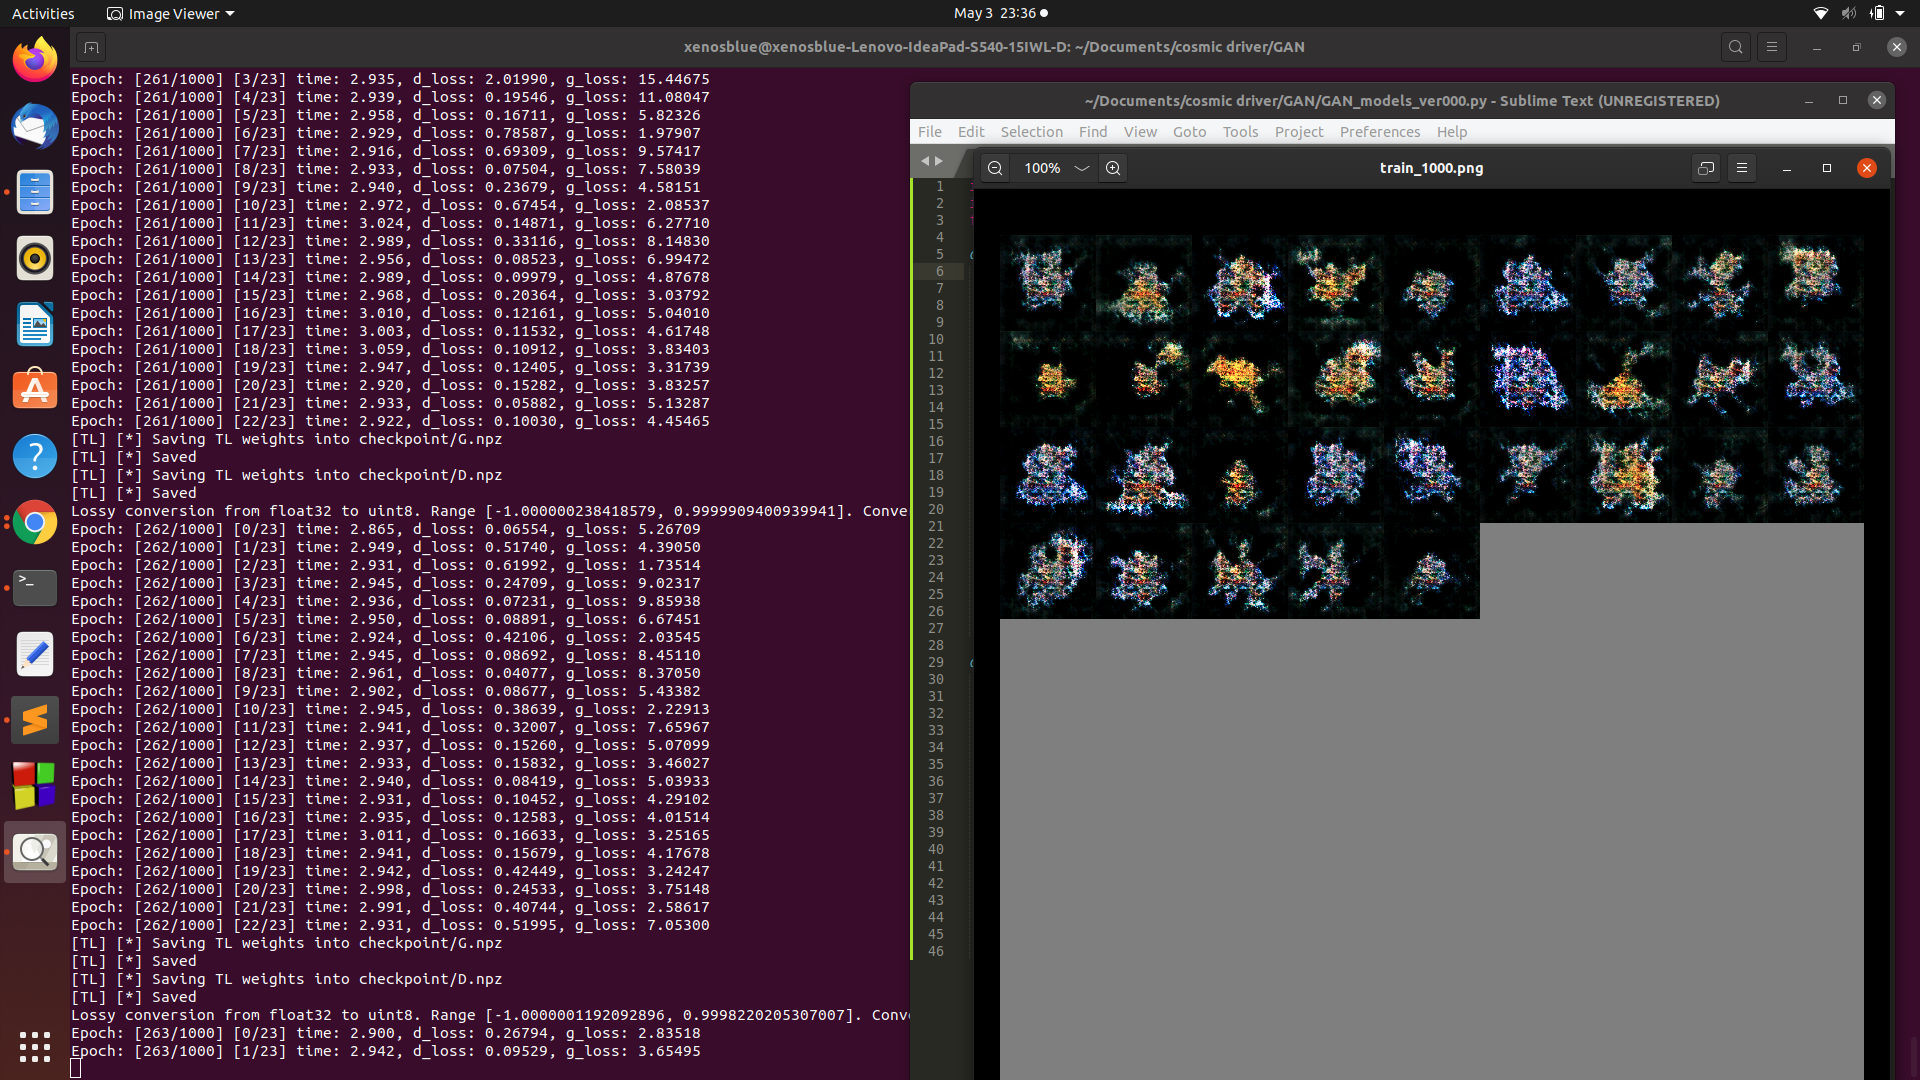 Activities
Image Viewer
May 3 23:36
xenosblue@xenosblue-Lenovo-IdeaPad-S540-15IWL-D: ~/Documents/cosmic driver/GAN
Epoch: [261/1000] [3/23] time: 2.935, d_loss: 2.01990, g_loss: 15.44675
Epoch: [261/1000] [4/23] time: 2.939, d_loss: 0.19546, g_loss: 11.08047
Epoch: [261/1000] [5/23] time: 2.958, d_loss: 0.16711, g_loss: 5.82326
Epoch: [261/1000] [6/23] time: 2.929, d_loss: 0.78587, g_loss: 1.97907
Epoch: [261/1000] [7/23] time: 2.916, d_loss: 0.69309, g_loss: 9.57417
Epoch: [261/1000] [8/23] time: 2.933, d_loss: 0.07504, g_loss: 7.58039
Epoch: [261/1000] [9/23] time: 2.940, d_loss: 0.23679, g_loss: 4.58151
Epoch: [261/1000] [10/23] time: 2.972, d_loss: 0.67454, g_loss: 2.08537
Epoch: [261/1000] [11/23] time: 3.024, d_loss: 0.14871, g_loss: 6.27710
Epoch: [261/1000] [12/23] time: 2.989, d_loss: 0.33116, g_loss: 8.14830
Epoch: [261/1000] [13/23] time: 2.956, d_loss: 0.08523, g_loss: 6.99472
Epoch: [261/1000] [14/23] time: 2.989, d_loss: 0.09979, g_loss: 4.87678
Epoch: [261/1000] [15/23] time: 2.968, d_loss: 0.20364, g_loss: 3.03792
Epoch: [261/1000] [16/23] time: 3.010, d_loss: 0.12161, g_loss: 5.04010
Epoch: [261/1000] [17/23] time: 3.003, d_loss: 0.11532, g_loss: 4.61748
Epoch: [261/1000] [18/23] time: 3.059, d_loss: 0.10912, g_loss: 3.83403
Epoch: [261/1000] [19/23] time: 2.947, d_loss: 0.12405, g_loss: 3.31739
Epoch: [261/1000] [20/23] time: 2.920, d_loss: 0.15282, g_loss: 3.83257
Epoch: [261/1000] [21/23] time: 2.933, d_loss: 0.05882, g_loss: 5.13287
Epoch: [261/1000] [22/23] time: 2.922, d_loss: 0.10030, g_loss: 4.45465
[TL] [*] Saving TL weights into checkpoint/G.npz
[TL] [*] Saved
[TL] [*] Saving TL weights into checkpoint/D.npz
[TL] [*] Saved
Lossy conversion from float32 to uint8. Range [-1.000000238418579, 0.9999909400939941]. Conve
Epoch: [262/1000] [0/23] time: 2.865, d_loss: 0.06554, g_loss: 5.26709
Epoch: [262/1000] [1/23] time: 2.949, d_loss: 0.51740, g_loss: 4.39050
Epoch: [262/1000] [2/23] time: 2.931, d_loss: 0.61992, g_loss: 1.73514
Epoch: [262/1000] [3/23] time: 2.945, d_loss: 0.24709, g_loss: 9.02317
Epoch: [262/1000] [4/23] time: 2.936, d_loss: 0.07231, g_loss: 9.85938
Epoch: [262/1000] [5/23] time: 2.950, d_loss: 0.08891, g_loss: 6.67451
Epoch: [262/1000] [6/23] time: 2.924, d_loss: 0.42106, g_loss: 2.03545
Epoch: [262/1000] [7/23] time: 2.945, d_loss: 0.08692, g_loss: 8.45110
Epoch: [262/1000] [8/23] time: 2.961, d_loss: 0.04077, g_loss: 8.37050
Epoch: [262/1000] [9/23] time: 2.902, d_loss: 0.08677, g_loss: 5.43382
Epoch: [262/1000] [10/23] time: 2.945, d_loss: 0.38639, g_loss: 2.22913
Epoch: [262/1000] [11/23] time: 2.941, d_loss: 0.32007, g_loss: 7.65967
Epoch: [262/1000] [12/23] time: 2.937, d_loss: 0.15260, g_loss: 5.07099
Epoch: [262/1000] [13/23] time: 2.933, d_loss: 0.15832, g_loss: 3.46027
Epoch: [262/1000] [14/23] time: 2.940, d_loss: 0.08419, g_loss: 5.03933
Epoch: [262/1000] [15/23] time: 2.931, d_loss: 0.10452, g_loss: 4.29102
Epoch: [262/1000] [16/23] time: 2.935, d_loss: 0.12583, g_loss: 4.01514
Epoch: [262/1000] [17/23] time: 3.011, d_loss: 0.16633, g_loss: 3.25165
Epoch: [262/1000] [18/23] time: 2.941, d_loss: 0.15679, g_loss: 4.17678
Epoch: [262/1000] [19/23] time: 2.942, d_loss: 0.42449, g_loss: 3.24247
Epoch: [262/1000] [20/23] time: 2.998, d_loss: 0.24533, g_loss: 3.75148
Epoch: [262/1000] [21/23] time: 2.991, d_loss: 0.40744, g_loss: 2.58617
Epoch: [262/1000] [22/23] time: 2.931, d_loss: 0.51995, g_loss: 7.05300
[TL] [*] Saving TL weights into checkpoint/G.npz
[TL] [*] Saved
[TL] [*] Saving TL weights into checkpoint/D.npz
[TL] [*] Saved
Lossy conversion from float32 to uint8. Range [-1.0000001192092896, 0.9998220205307007]. Conv
Epoch: [263/1000] [0/23] time: 2.900, d_loss: 0.26794, g_loss: 2.83518
Epoch: [263/1000] [1/23] time: 2.942, d_loss: 0.09529, g_loss: 3.65495
~/Documents/cosmic driver/GAN/GAN_models_ver000.py - Sublime Text (UNREGISTERED)
File Edit Selection Find View Goto Tools Project Preferences Help
100%
train_1000.png
1
2
3
4
5
6
7
8
9
10
11
12
13
14
15
16
17
18
19
20
21
22
23
24
25
26
27
28
29
30
31
32
33
34
35
36
37
38
39
40
41
42
43
44
45
46